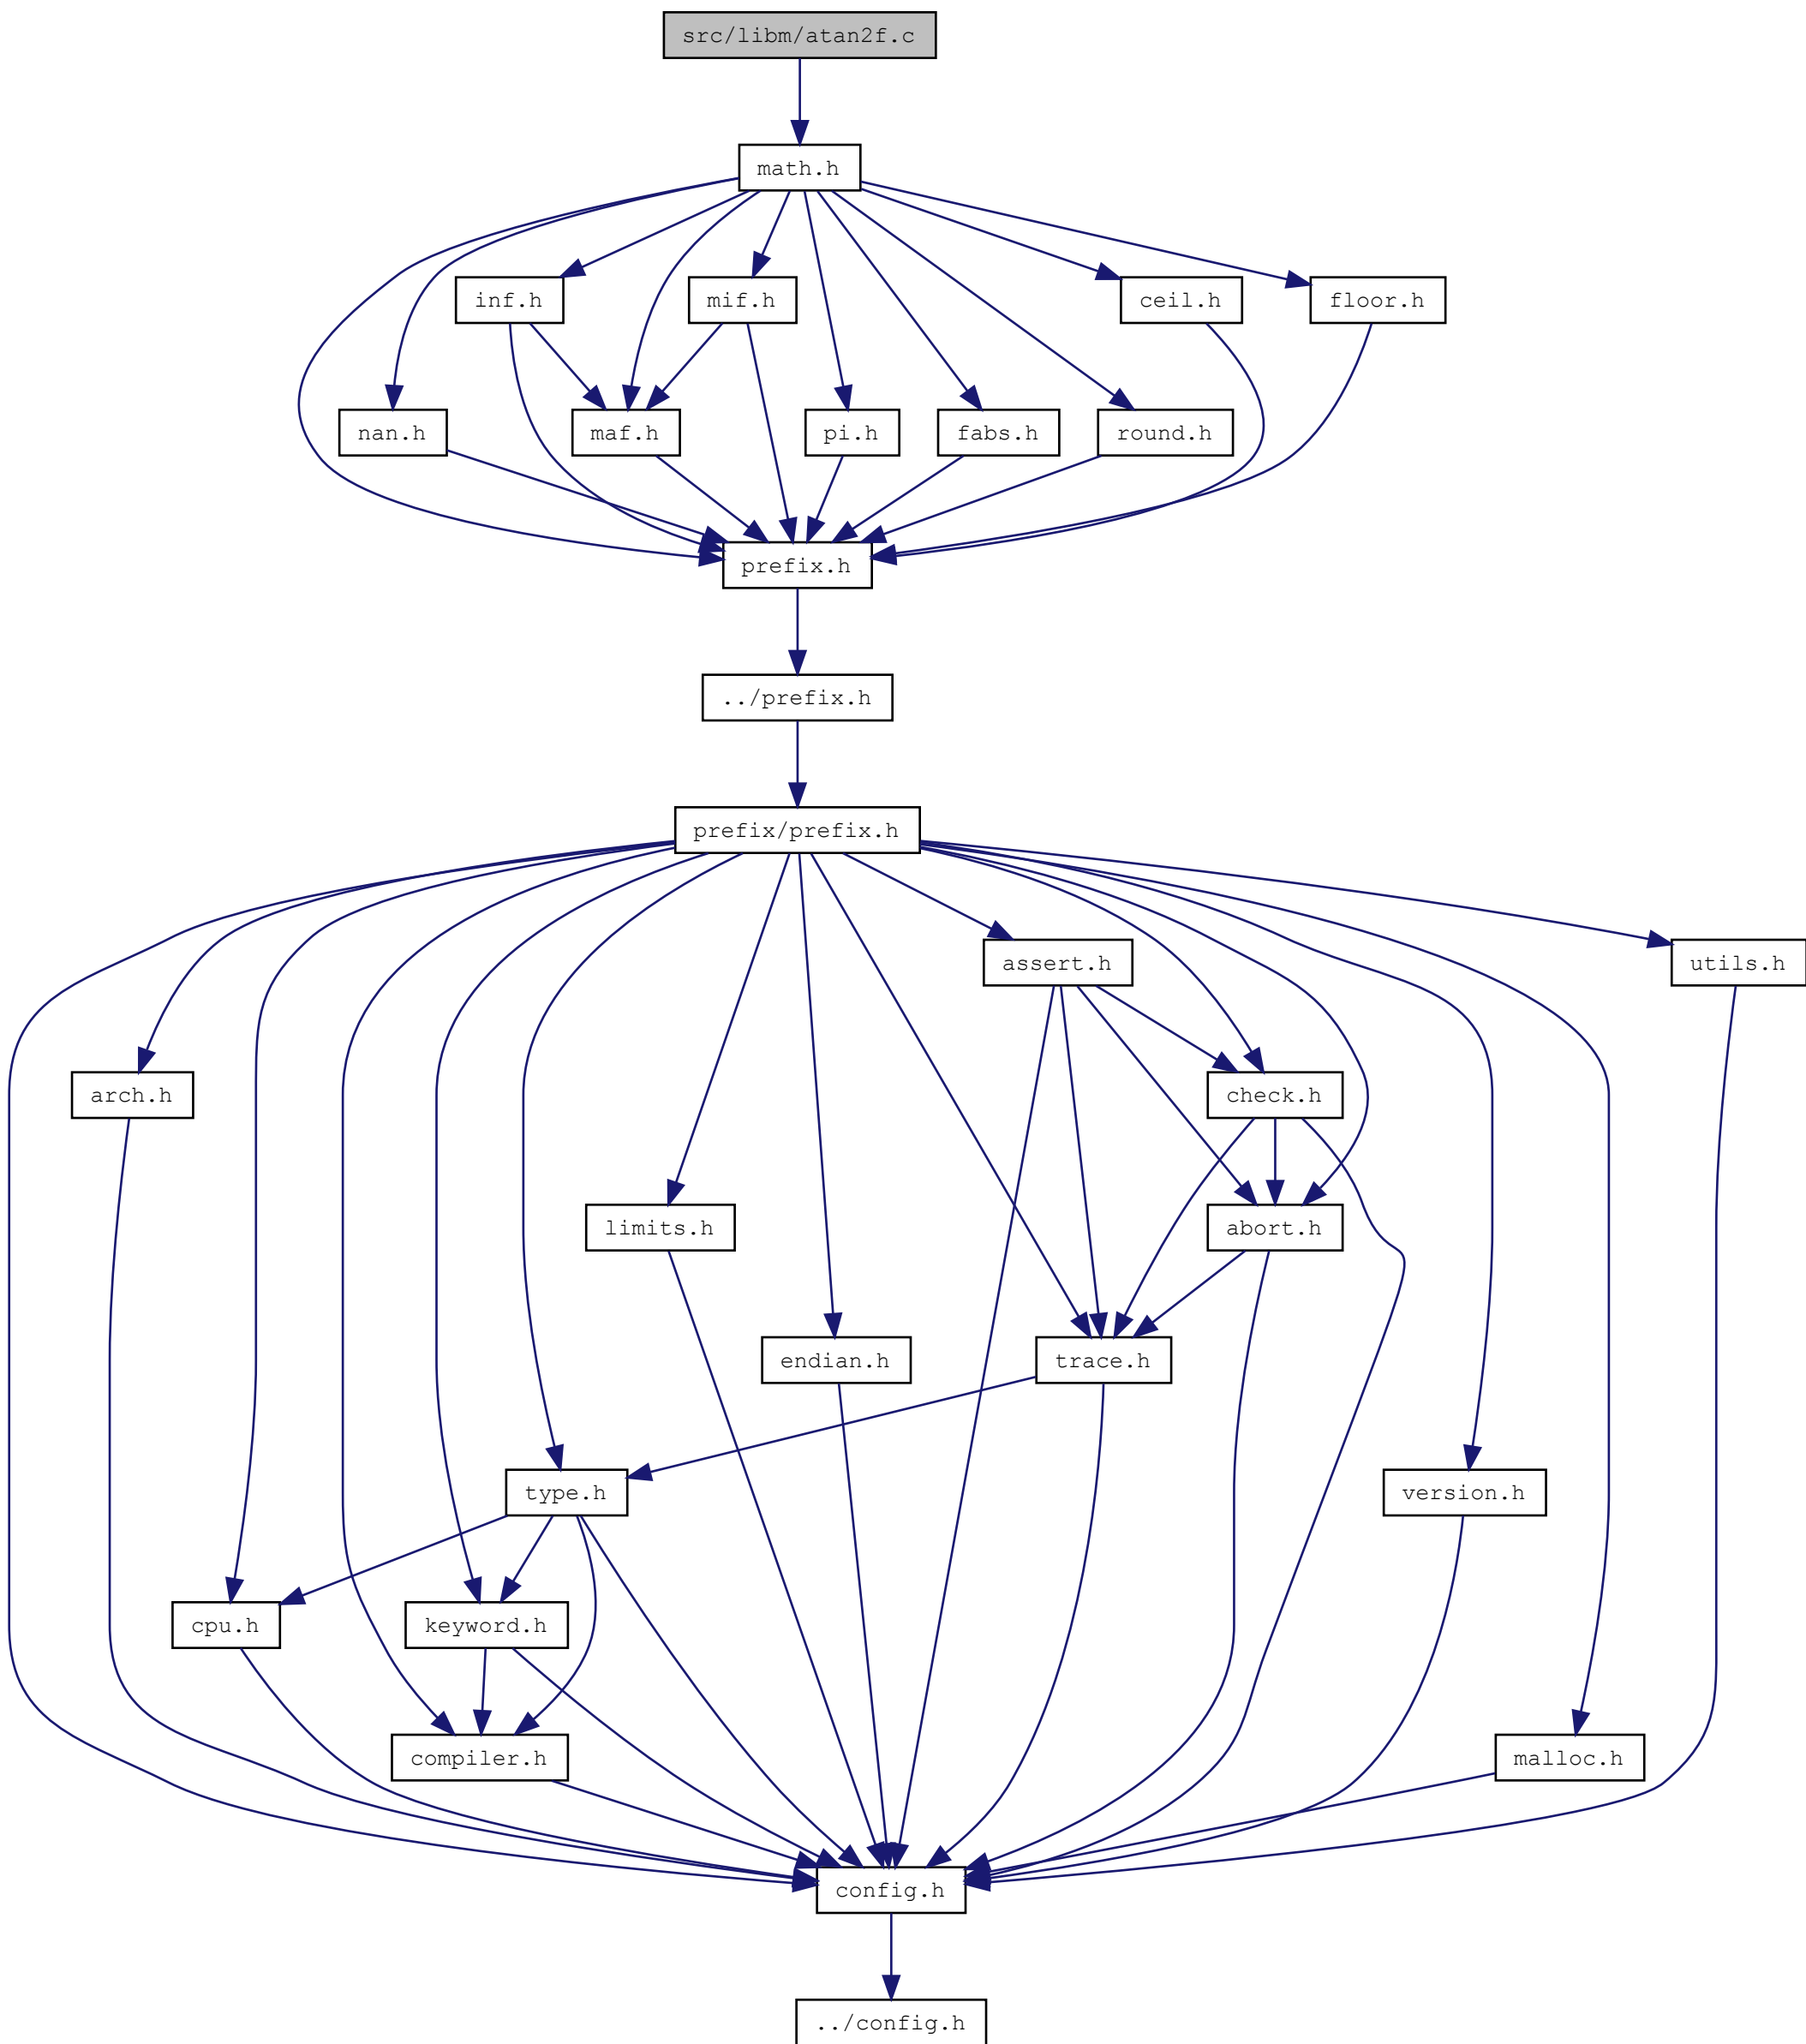 src/libm/atan2f.c
math.h
inf.h
mif.h
ceil.h
floor.h
nan.h
maf.h
pi.h
fabs.h
round.h
prefix.h
../prefix.h
prefix/prefix.h
assert.h
utils.h
arch.h
check.h
limits.h
abort.h
endian.h
trace.h
type.h
version.h
cpu.h
keyword.h
compiler.h
malloc.h
config.h
../config.h